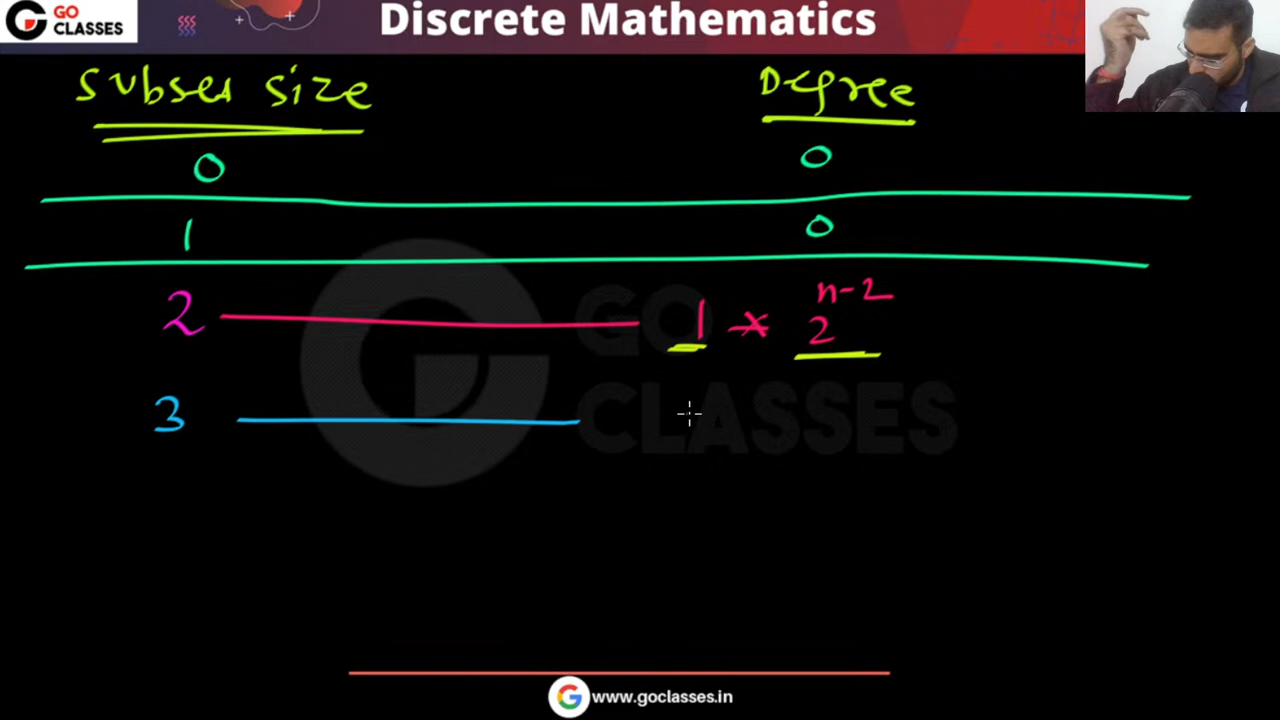 GO CLASSES
Discrete Mathematics
Subset size Degree
0 0
1 0
2 1 * 2^{n-2}
3
GO CLASSES
www.goclasses.in